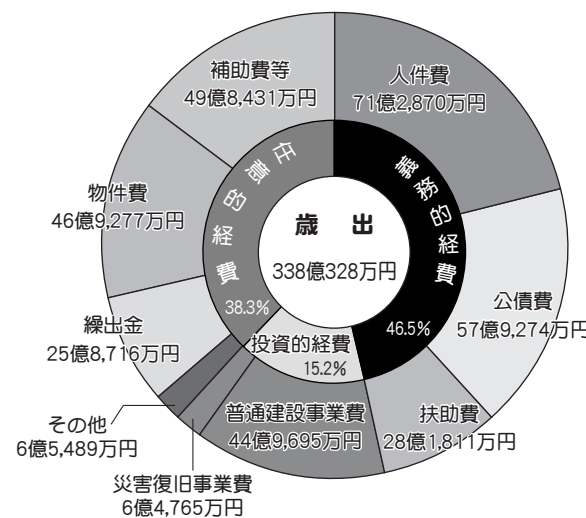 歳 出
338億328万円
義務的経費
46.5%
人件費
71億2,870万円
公債費
57億9,274万円
扶助費
28億1,811万円
投資的経費
15.2%
普通建設事業費
44億9,695万円
災害復旧事業費
6億4,765万円
任意的経費
38.3%
その他
6億5,489万円
繰出金
25億8,716万円
物件費
46億9,277万円
補助費等
49億8,431万円